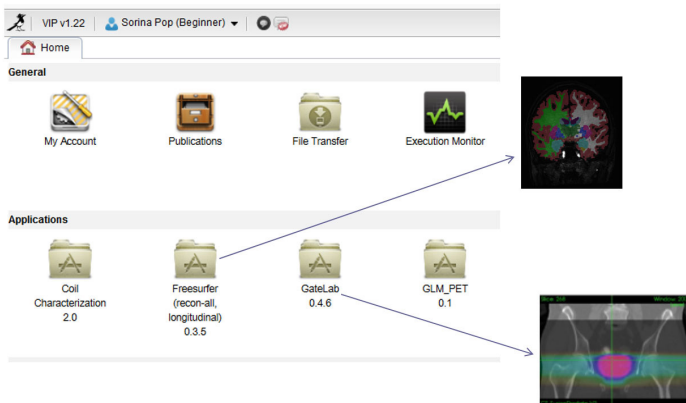 VIP v1.22 Sorina Pop (Beginner)
Home
General
My Account Publications File Transfer Execution Monitor
Applications
Coil Freesurfer GateLab GLM_PET
Characterization (recon-all, 0.4.6 0.1
2.0 longitudinal)
0.3.5